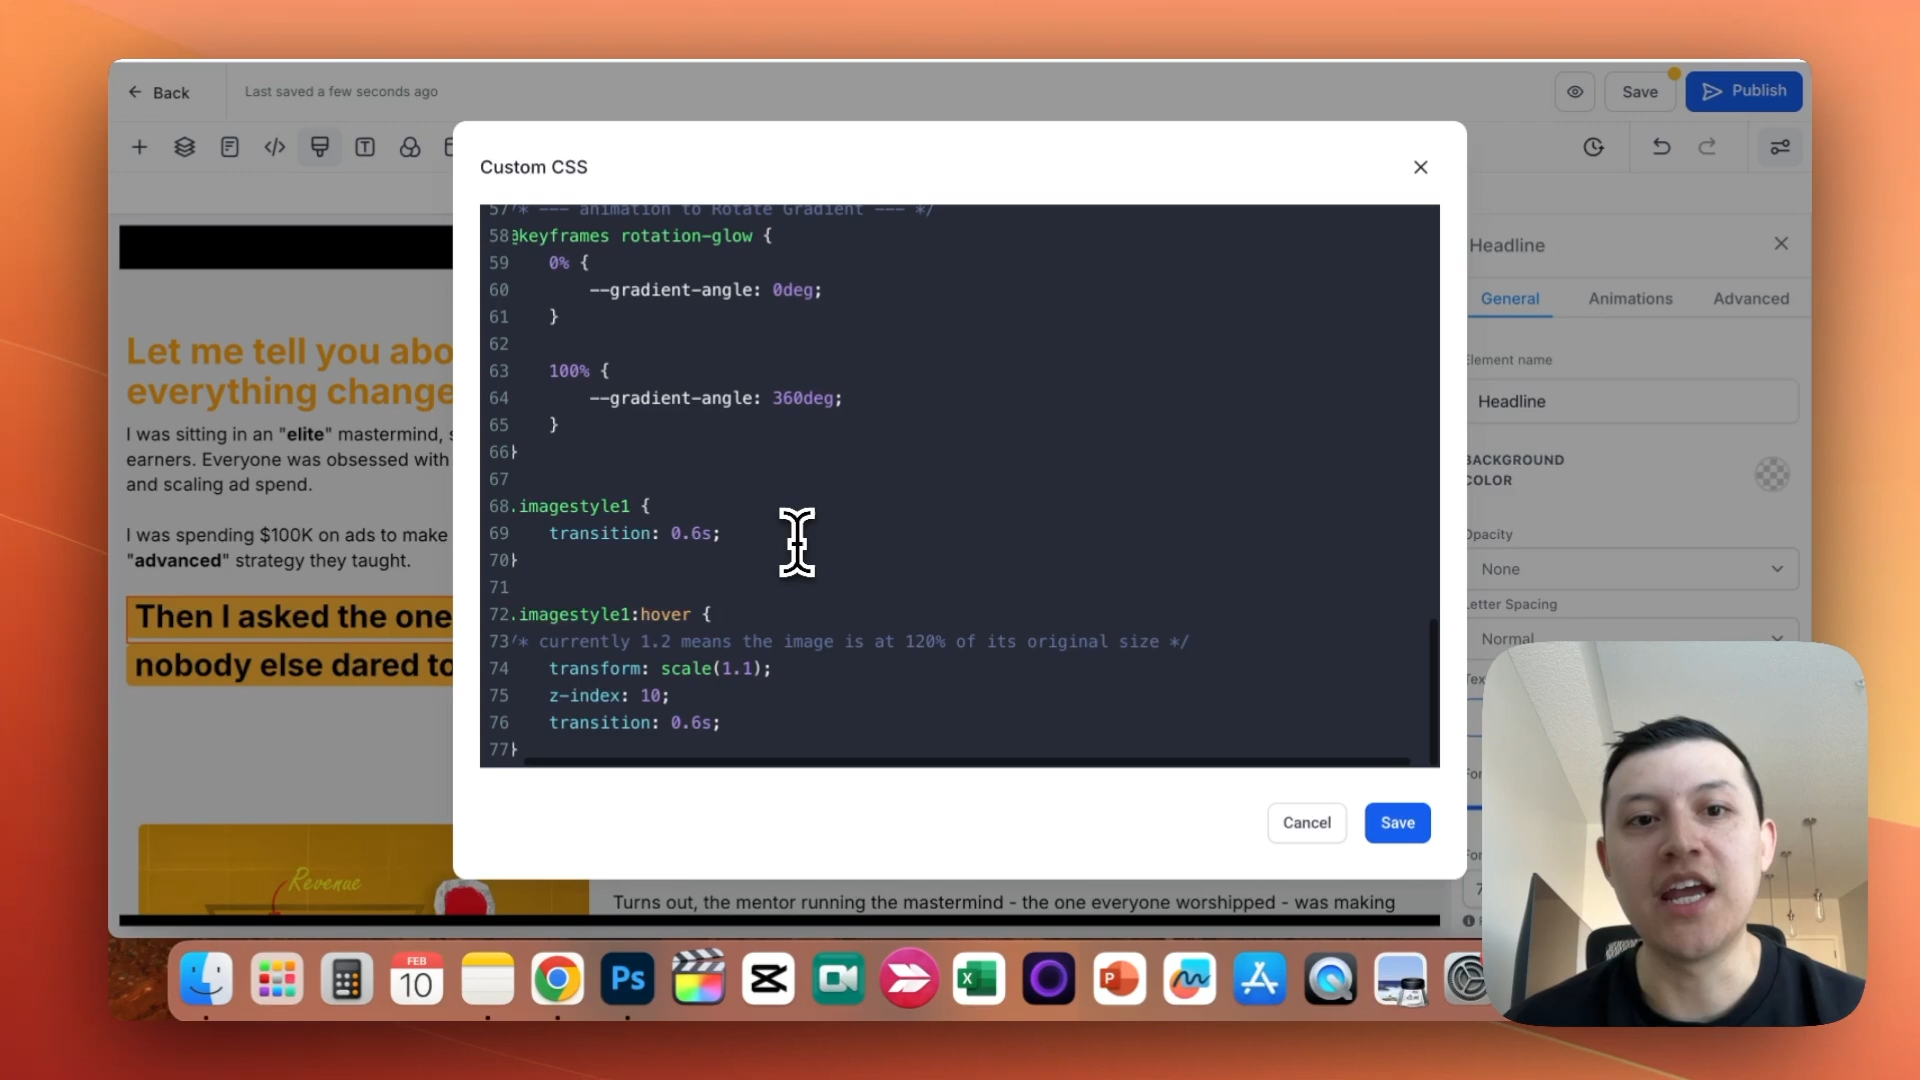 Back
Last saved a few seconds ago
Save
Publish
Custom CSS
57/* --- animation to Rotate Gradient --- */
58@keyframes rotation-glow {
59 0% {
60 --gradient-angle: 0deg;
61 }
62
63 100% {
64 --gradient-angle: 360deg;
65 }
66}
67
68.imagestyle1 {
69 transition: 0.6s;
70}
71
72.imagestyle1:hover {
73/* currently 1.2 means the image is at 120% of its original size */
74 transform: scale(1.1);
75 z-index: 10;
76 transition: 0.6s;
77}
Cancel
Save
Let me tell you abo
everything change
I was sitting in an "elite" mastermind,
earners. Everyone was obsessed with
and scaling ad spend.
I was spending $100K on ads to make
"advanced" strategy they taught.
Then I asked the one
nobody else dared to
Revenue
Turns out, the mentor running the mastermind - the one everyone worshipped - was making
Headline
General
Animations
Advanced
Element name
Headline
BACKGROUND
COLOR
Opacity
None
Letter Spacing
Normal
FEB
10
Ps
X
P